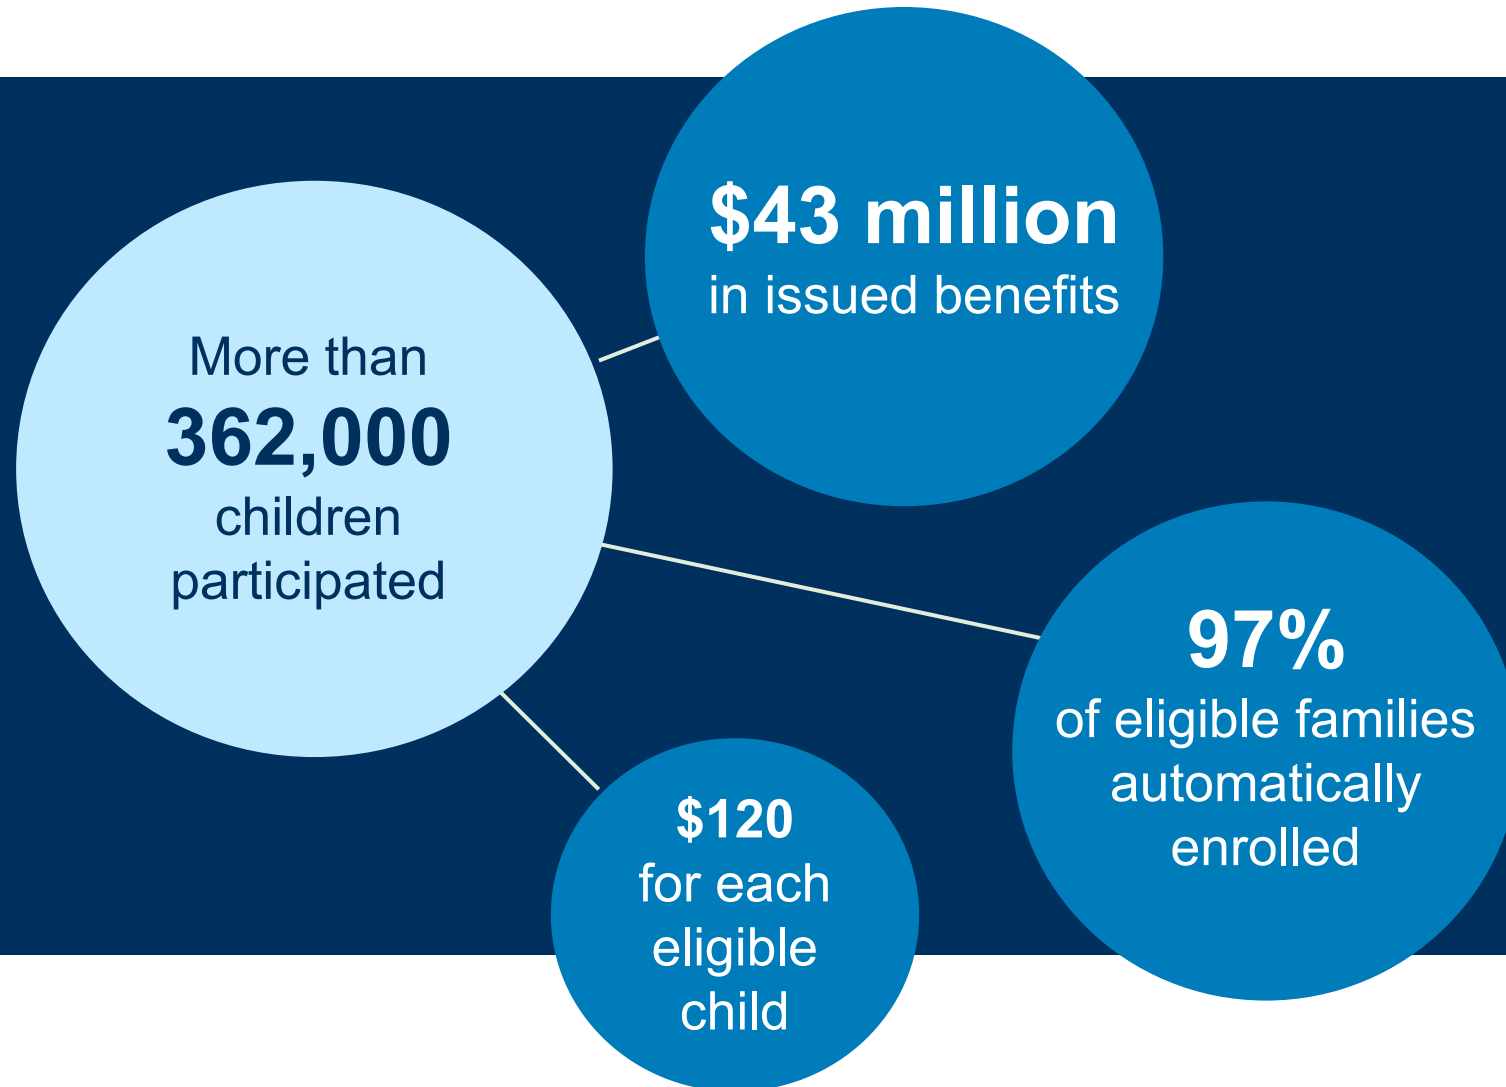 More than
362,000
children
participated
$43 million
in issued benefits
97%
of eligible families
automatically
enrolled
$120
for each
eligible
child